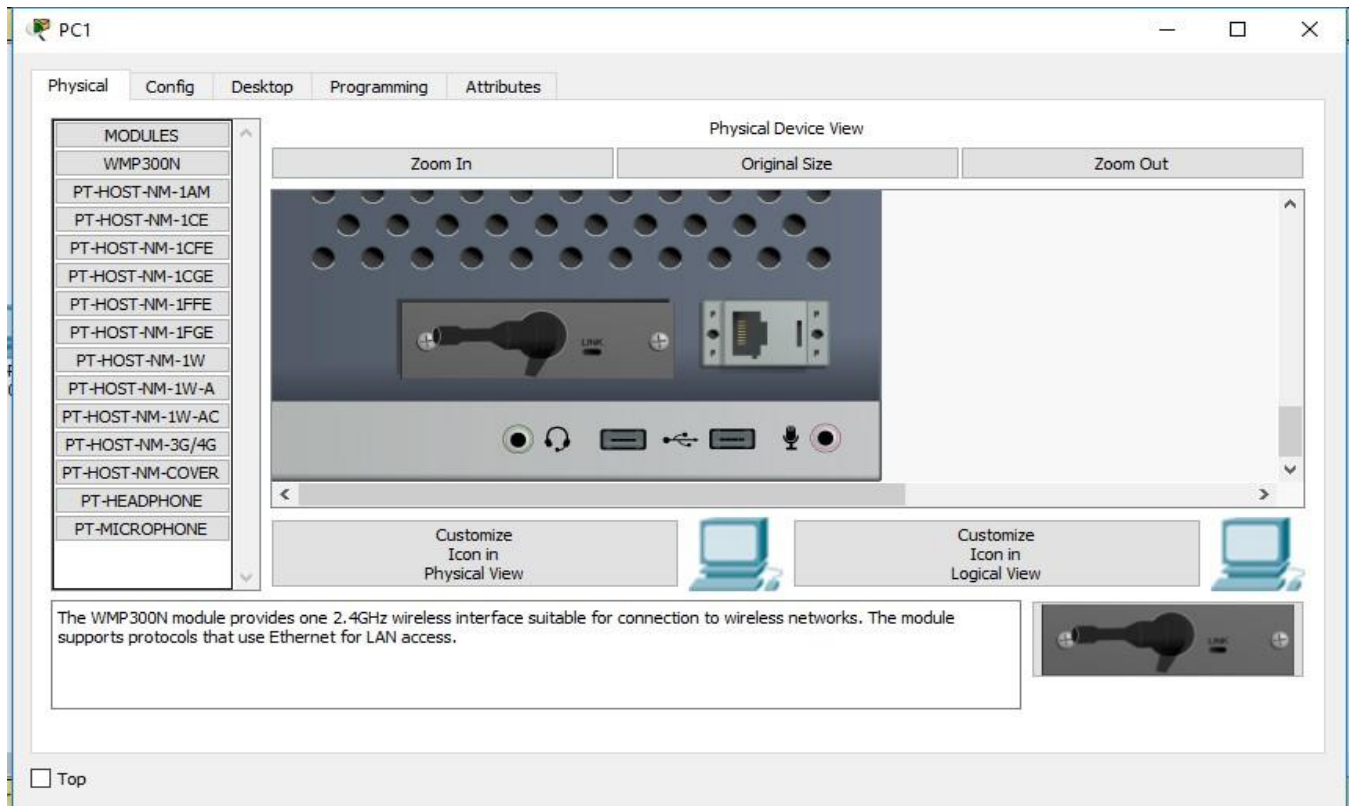 PC1
Physical
Config
Desktop
Programming
Attributes
MODULES
WMP300N
PT-HOST-NM-1AM
PT-HOST-NM-1CE
PT-HOST-NM-1CFE
PT-HOST-NM-1CGE
PT-HOST-NM-1FFE
PT-HOST-NM-1FGE
PT-HOST-NM-1W
PT-HOST-NM-1W-A
PT-HOST-NM-1W-AC
PT-HOST-NM-3G/4G
PT-HOST-NM-COVER
PT-HEADPHONE
PT-MICROPHONE
Physical Device View
Zoom In
Original Size
Zoom Out
LINK
Customize
Icon in
Physical View
Customize
Icon in
Logical View
The WMP300N module provides one 2.4GHz wireless interface suitable for connection to wireless networks. The module
supports protocols that use Ethernet for LAN access.
LINK
Top